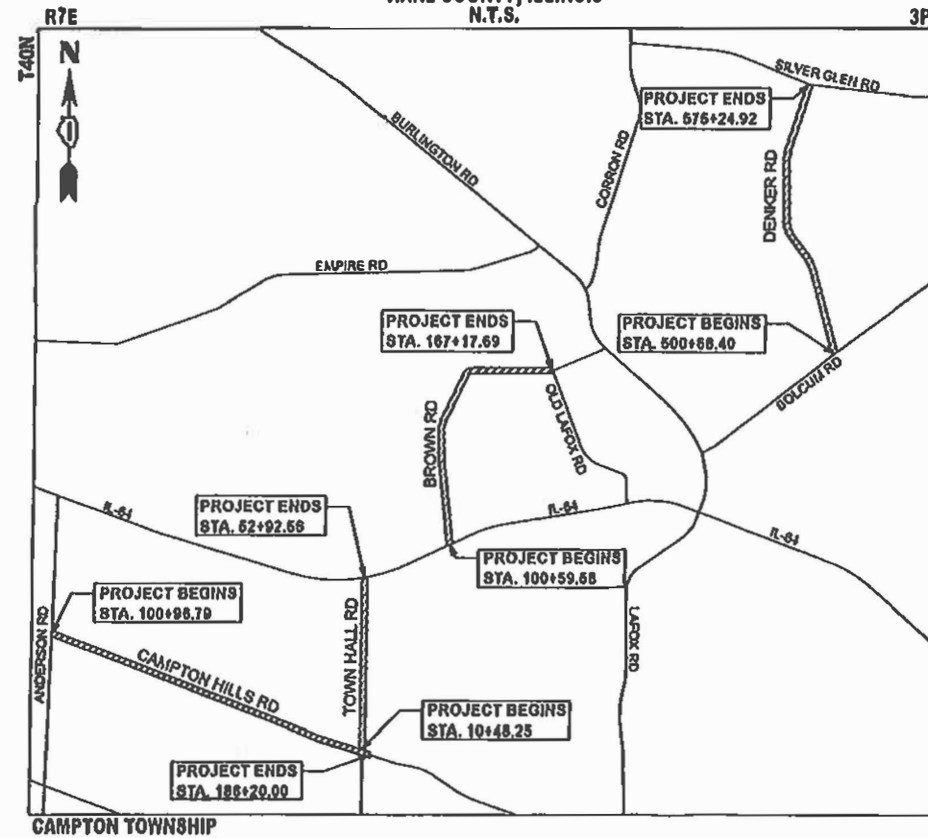 R7E
N.T.S.
3P
T40N
N
SILVER GLEN RD
PROJECT ENDS
STA. 575+24.92
BURLINGTON RD
CORRON RD
DENKER RD
EMPIRE RD
PROJECT ENDS
STA. 167+17.69
PROJECT BEGINS
STA. 500+58.40
BOLCUM RD
OLD LAFOX RD
BROWN RD
IL-64
PROJECT ENDS
STA. 52+92.56
IL-64
IL-64
PROJECT BEGINS
STA. 100+59.58
PROJECT BEGINS
STA. 100+96.79
ANDERSON RD
TOWN HALL RD
LAFOX RD
CAMPTON HILLS RD
PROJECT BEGINS
STA. 10+48.25
PROJECT ENDS
STA. 186+20.00
CAMPTON TOWNSHIP